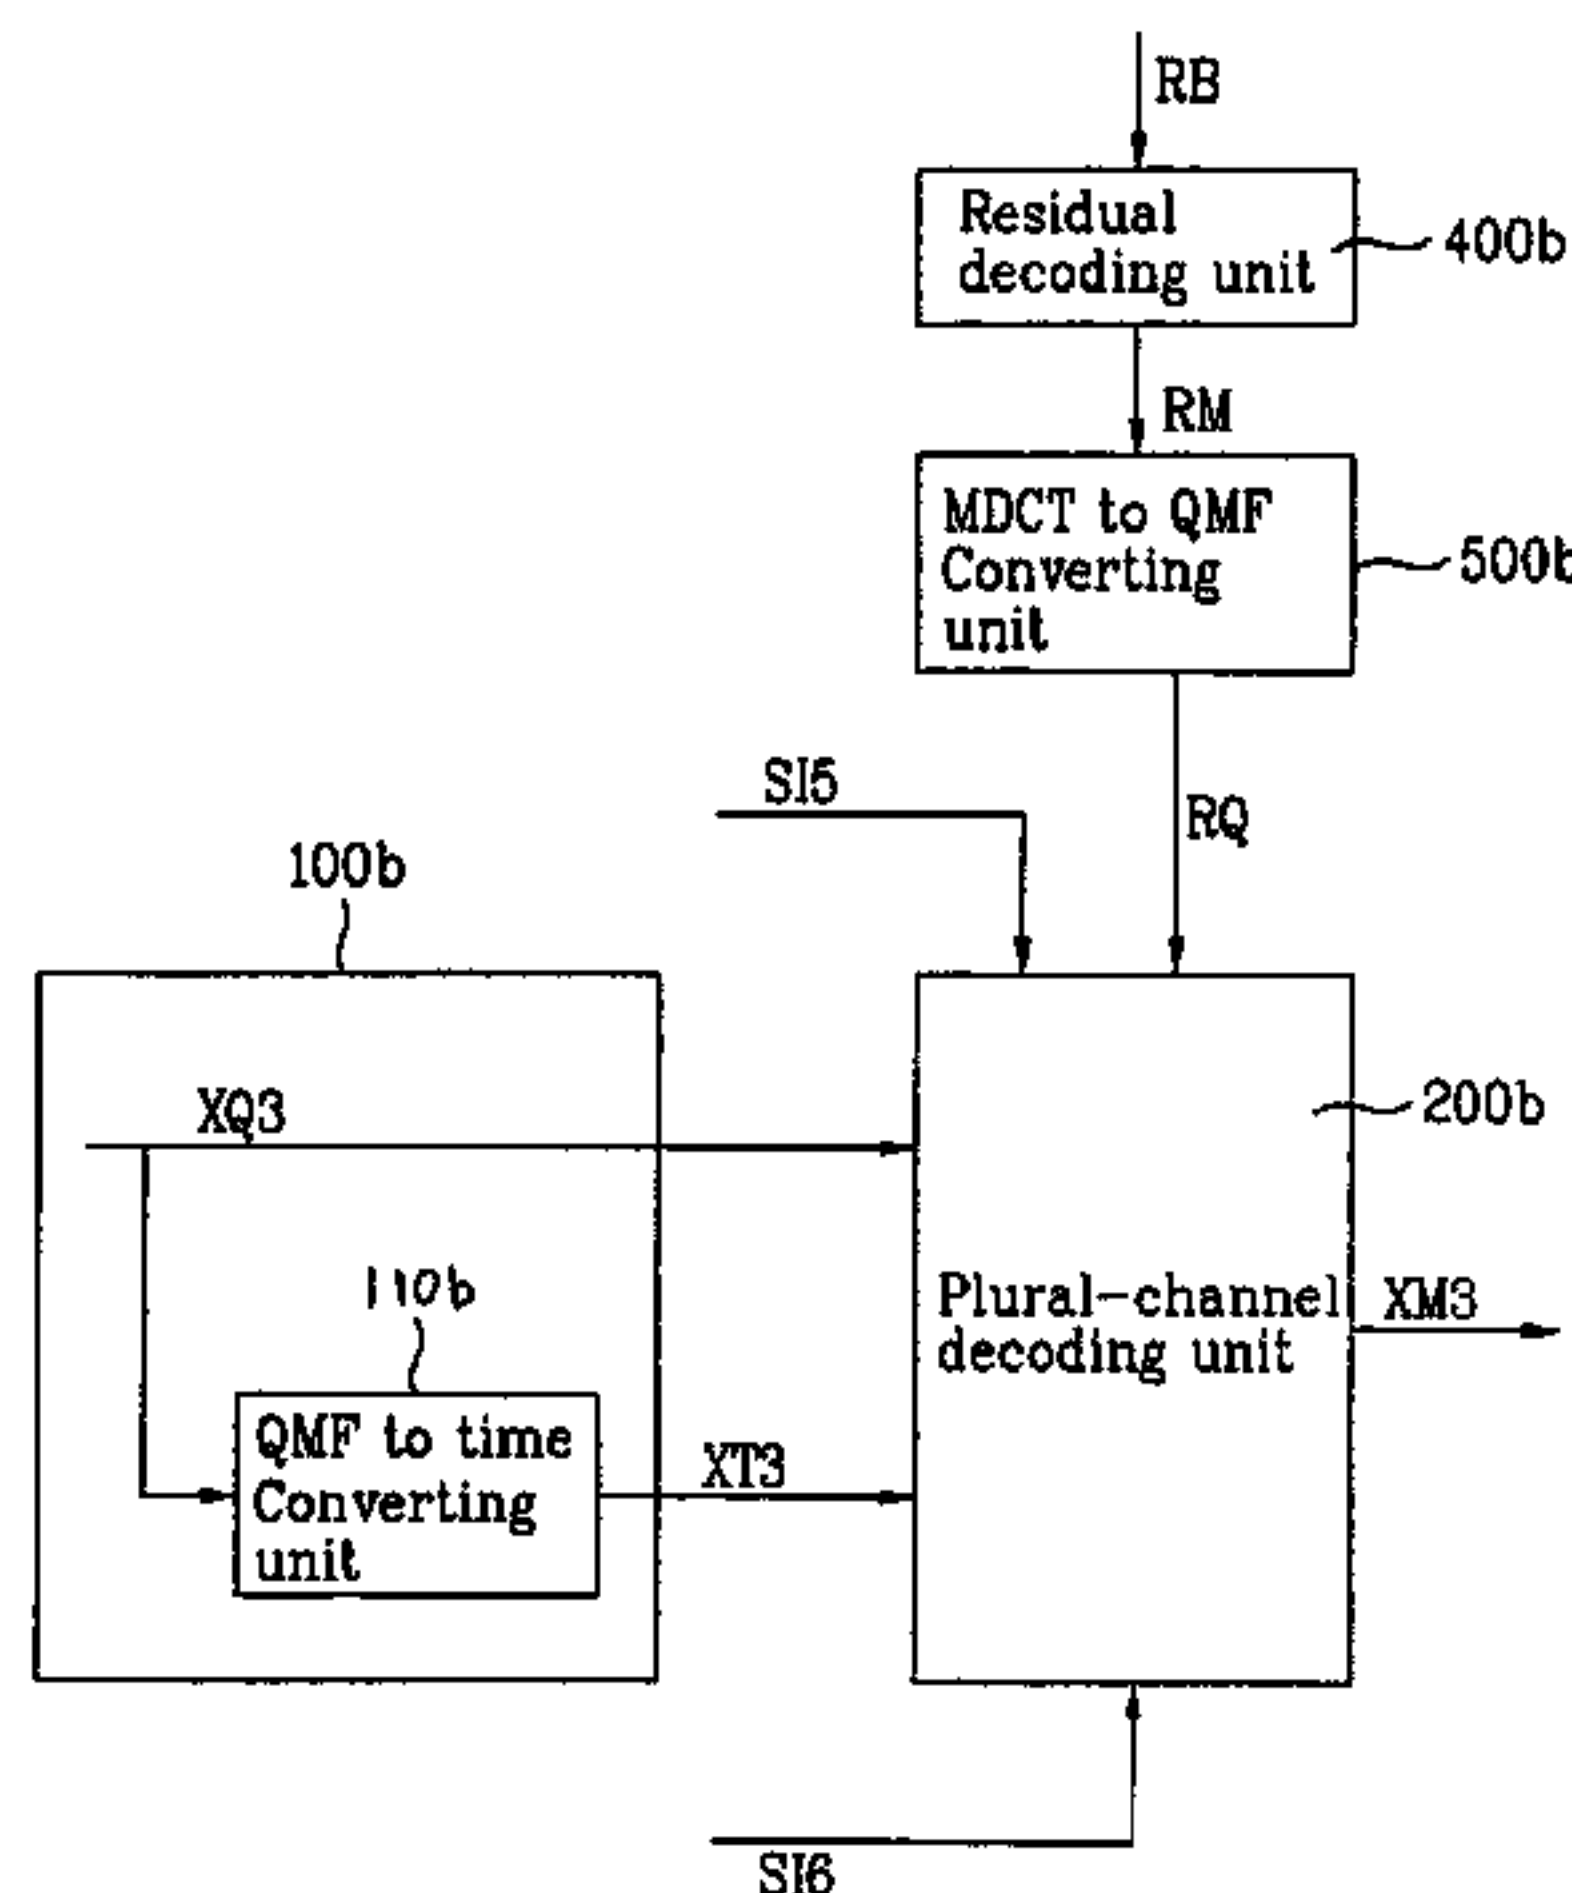 RB
Residual
decoding unit
400b
RM
MDCT to QMF
Converting
unit
500b
SI5
RQ
100b
XQ3
200b
110b
Plural-channel
decoding unit
XM3
QMF to time
Converting
unit
XT3
SI6